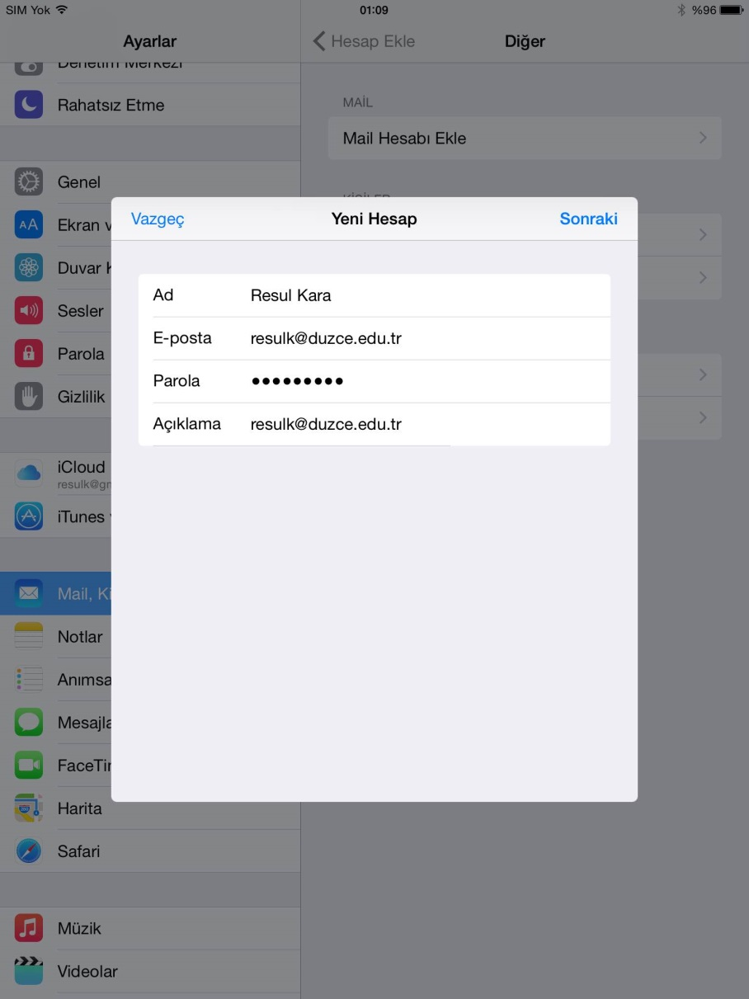 SIM Yok
01:09
%96
Ayarlar
Hesap Ekle
Diğer
Denetim Merkezi
Rahatsız Etme
MAİL
Mail Hesabı Ekle
Genel
KİŞİLER
Vazgeç
Yeni Hesap
Sonraki
Ekran v
Duvar K
Sesler
Parola
Gizlilik
Ad
Resul Kara
E-posta
resulk@duzce.edu.tr
Parola
•••••••••
Açıklama
resulk@duzce.edu.tr
iCloud
resulk@gm
iTunes v
Mail, Ki
Notlar
Anımsa
Mesajla
FaceTi
Harita
Safari
Müzik
Videolar